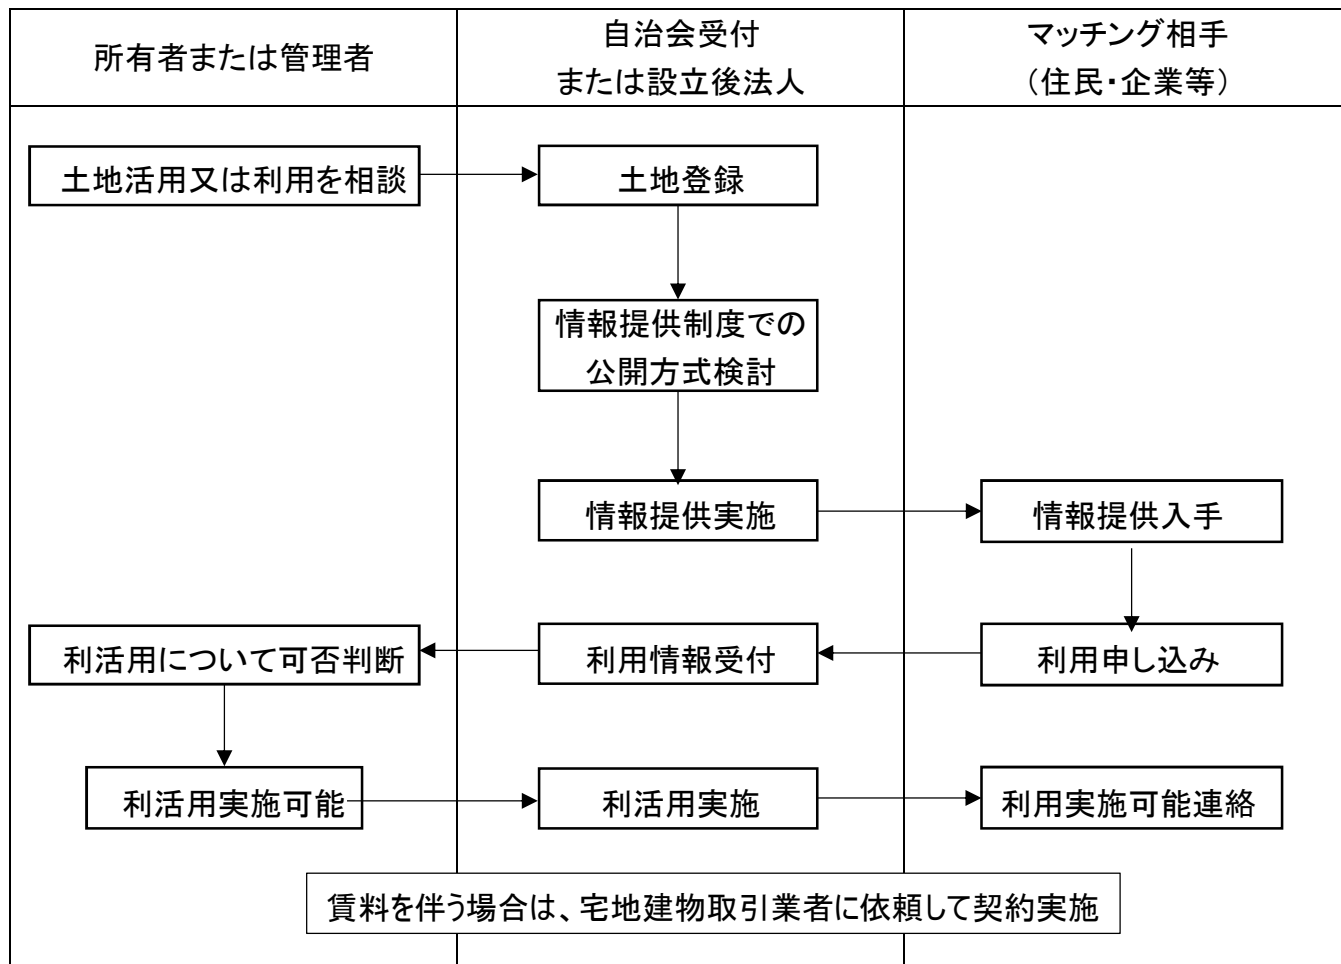 所有者または管理者
自治会受付
または設立後法人
マッチング相手
（住民・企業等）
土地活用又は利用を相談
土地登録
情報提供制度での
公開方式検討
情報提供実施
情報提供入手
利活用について可否判断
利用情報受付
利用申し込み
利活用実施可能
利活用実施
利用実施可能連絡
賃料を伴う場合は、宅地建物取引業者に依頼して契約実施